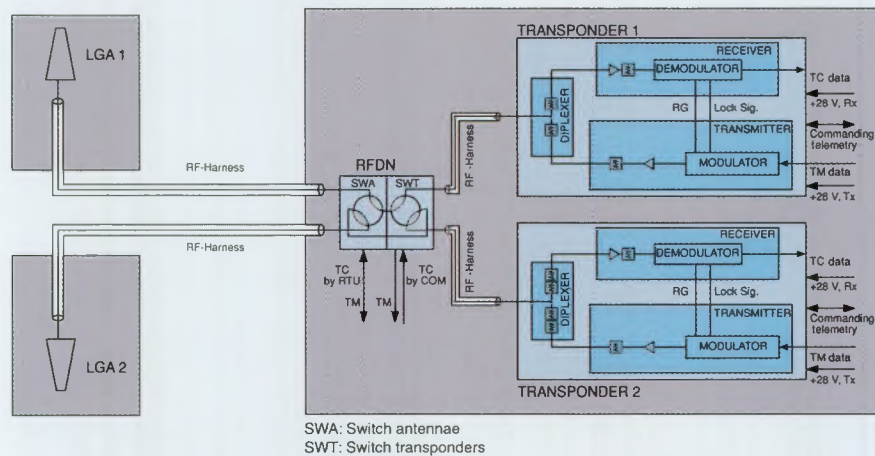 LGA 1
RF-Harness
RF-Harness
LGA 2
RFDN
SWA
SWT
TC
by RTU
TM
TM
TC
by COM
RF -Harness
RF -Harness
TRANSPONDER 1
RECEIVER
DEMODULATOR
DIPLEXER
RG
Lock Sig.
TRANSMITTER
MODULATOR
TC data
+28 V, Rx
Commanding
telemetry
TM data
+28 V, Tx
RECEIVER
DEMODULATOR
DIPLEXER
RG
Lock Sig.
TRANSMITTER
MODULATOR
TRANSPONDER 2
TC data
+28 V, Rx
Commanding
telemetry
TM data
+28 V, Tx
SWA: Switch antennae
SWT: Switch transponders